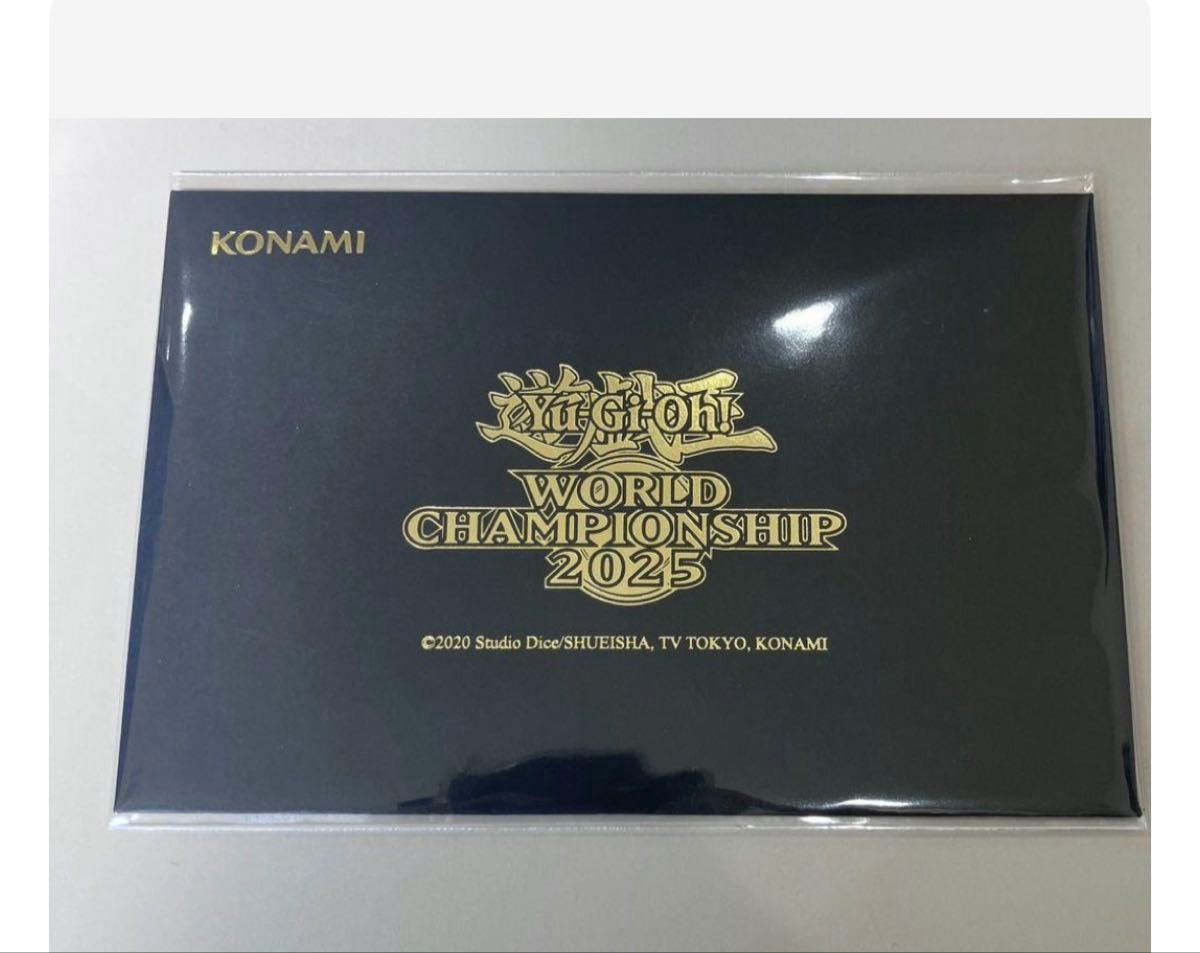 KONAMI
遊戯王
Yu-Gi-Oh!
WORLD
CHAMPIONSHIP
2025
©2020 Studio Dice/SHUEISHA, TV TOKYO, KONAMI